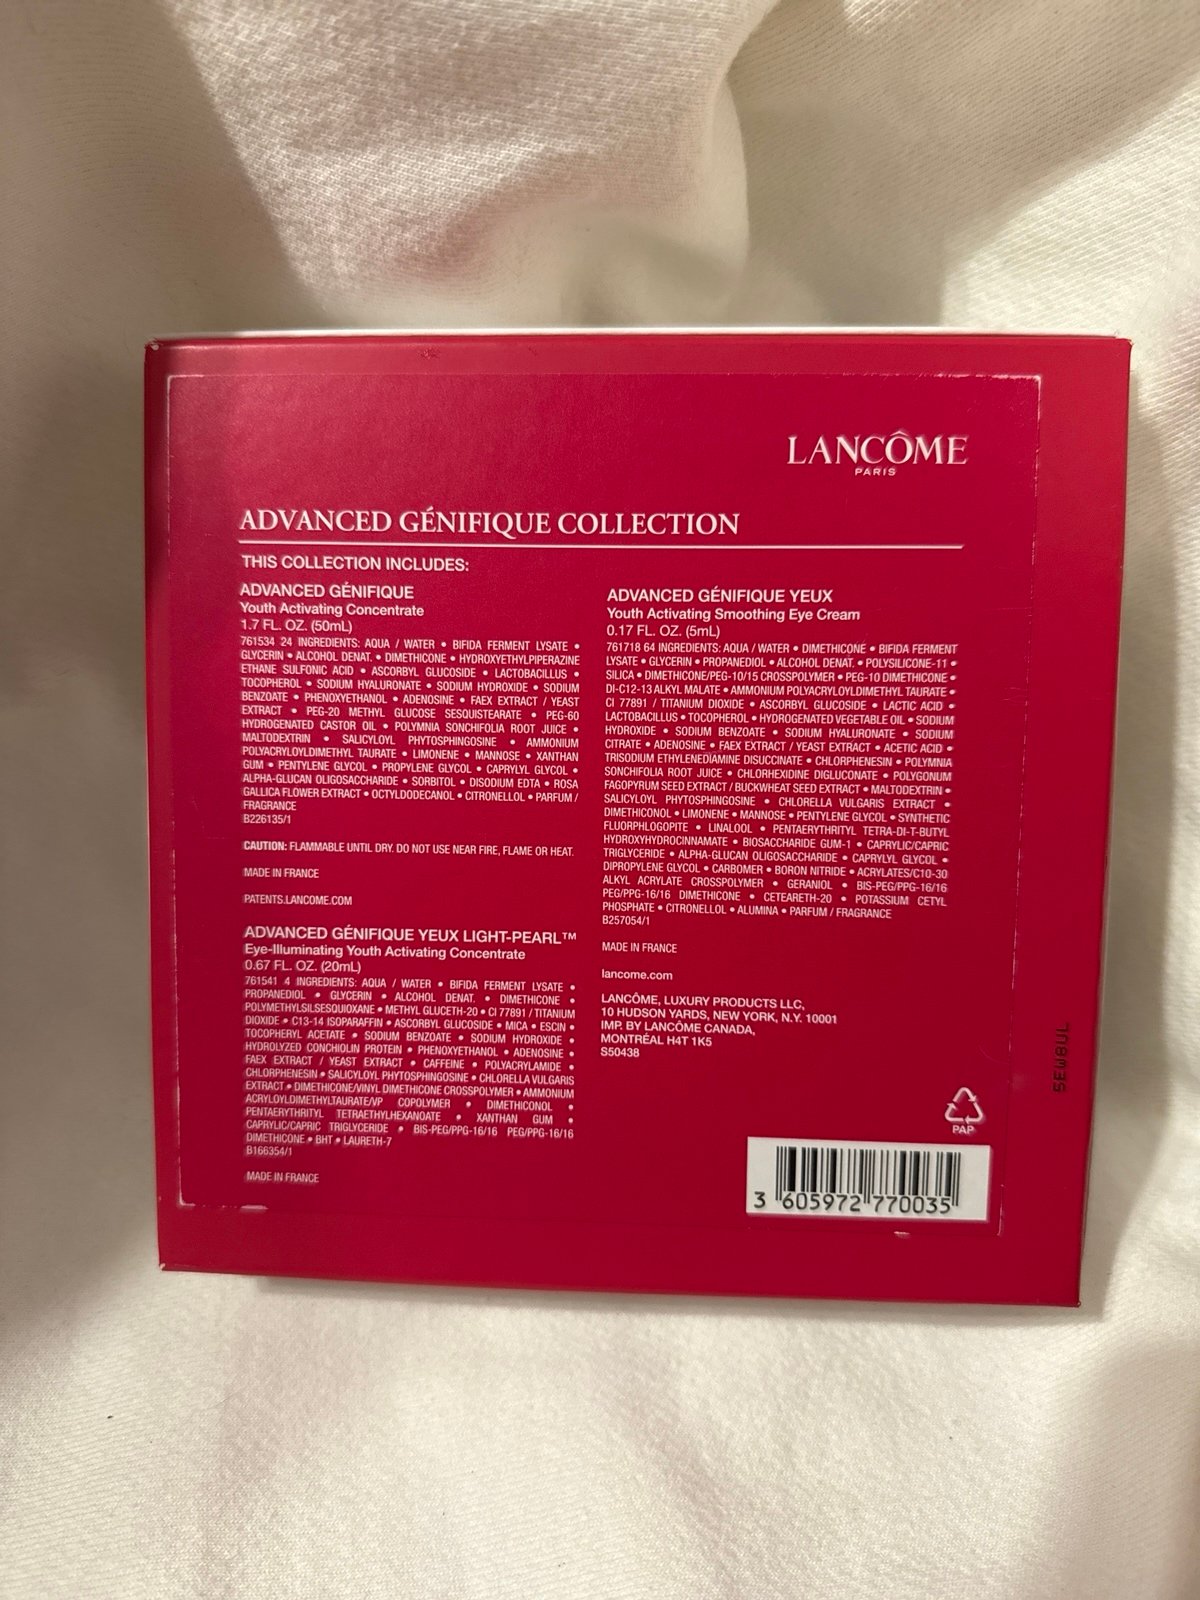 LANCÔME
PARIS
ADVANCED GÉNIFIQUE COLLECTION
THIS COLLECTION INCLUDES:
ADVANCED GÉNIFIQUE
Youth Activating Concentrate
1.7 FL. OZ. (50mL)
761534 24 INGREDIENTS: AQUA / WATER • BIFIDA FERMENT LYSATE •
GLYCERIN • ALCOHOL DENAT. • DIMETHICONE • HYDROXYETHYLPIPERAZINE
ETHANE SULFONIC ACID • ASCORBYL GLUCOSIDE • LACTOBACILLUS •
TOCOPHEROL • SODIUM HYALURONATE • SODIUM HYDROXIDE • SODIUM
BENZOATE • PHENOXYETHANOL • ADENOSINE • FAEX EXTRACT / YEAST
EXTRACT • PEG-20 METHYL GLUCOSE SESQUISTEARATE • PEG-60
HYDROGENATED CASTOR OIL • POLYMNIA SONCHIFOLIA ROOT JUICE •
MALTODEXTRIN • SALICYLOYL PHYTOSPHINGOSINE • AMMONIUM
POLYACRYLOYLDIMETHYL TAURATE • LIMONENE • MANNOSE • XANTHAN
GUM • PENTYLENE GLYCOL • PROPYLENE GLYCOL • CAPRYLYL GLYCOL •
ALPHA-GLUCAN OLIGOSACCHARIDE • SORBITOL • DISODIUM EDTA • ROSA
GALLICA FLOWER EXTRACT • OCTYLDODECANOL • CITRONELLOL • PARFUM /
FRAGRANCE
B226135/1
CAUTION: FLAMMABLE UNTIL DRY. DO NOT USE NEAR FIRE, FLAME OR HEAT.
MADE IN FRANCE
PATENTS.LANCOME.COM
ADVANCED GÉNIFIQUE YEUX LIGHT-PEARL™
Eye-Illuminating Youth Activating Concentrate
0.67 FL. OZ. (20mL)
761541 4 INGREDIENTS: AQUA / WATER • BIFIDA FERMENT LYSATE •
PROPANEDIOL • GLYCERIN • ALCOHOL DENAT. • DIMETHICONE •
POLYMETHYLSILSESQUIOXANE • METHYL GLUCETH-20 • CI 77891 / TITANIUM
DIOXIDE • C13-14 ISOPARAFFIN • ASCORBYL GLUCOSIDE • MICA • ESCIN •
TOCOPHERYL ACETATE • SODIUM BENZOATE • SODIUM HYDROXIDE •
HYDROLYZED CONCHIOLIN PROTEIN • PHENOXYETHANOL • ADENOSINE •
FAEX EXTRACT / YEAST EXTRACT • CAFFEINE • POLYACRYLAMIDE •
CHLORPHENESIN • SALICYLOYL PHYTOSPHINGOSINE • CHLORELLA VULGARIS
EXTRACT • DIMETHICONE/VINYL DIMETHICONE CROSSPOLYMER • AMMONIUM
ACRYLOYLDIMETHYLTAURATE/VP COPOLYMER • DIMETHICONOL •
PENTAERYTHRITYL TETRAETHYLHEXANOATE • XANTHAN GUM •
CAPRYLIC/CAPRIC TRIGLYCERIDE • BIS-PEG/PPG-16/16 PEG/PPG-16/16
DIMETHICONE • BHT • LAURETH-7
B166354/1
MADE IN FRANCE
ADVANCED GÉNIFIQUE YEUX
Youth Activating Smoothing Eye Cream
0.17 FL. OZ. (5mL)
761718 64 INGREDIENTS: AQUA / WATER • DIMETHICONE • BIFIDA FERMENT
LYSATE • GLYCERIN • PROPANEDIOL • ALCOHOL DENAT. • POLYSILICONE-11 •
SILICA • DIMETHICONE/PEG-10/15 CROSSPOLYMER • PEG-10 DIMETHICONE •
DI-C12-13 ALKYL MALATE • AMMONIUM POLYACRYLOYLDIMETHYL TAURATE •
CI 77891 / TITANIUM DIOXIDE • ASCORBYL GLUCOSIDE • LACTIC ACID •
LACTOBACILLUS • TOCOPHEROL • HYDROGENATED VEGETABLE OIL • SODIUM
HYDROXIDE • SODIUM BENZOATE • SODIUM HYALURONATE • SODIUM
CITRATE • ADENOSINE • FAEX EXTRACT / YEAST EXTRACT • ACETIC ACID •
TRISODIUM ETHYLENEDIAMINE DISUCCINATE • CHLORPHENESIN • POLYMNIA
SONCHIFOLIA ROOT JUICE • CHLORHEXIDINE DIGLUCONATE • POLYGONUM
FAGOPYRUM SEED EXTRACT / BUCKWHEAT SEED EXTRACT • MALTODEXTRIN •
SALICYLOYL PHYTOSPHINGOSINE • CHLORELLA VULGARIS EXTRACT •
DIMETHICONOL • LIMONENE • MANNOSE • PENTYLENE GLYCOL • SYNTHETIC
FLUORPHLOGOPITE • LINALOOL • PENTAERYTHRITYL TETRA-DI-T-BUTYL
HYDROXYHYDROCINNAMATE • BIOSACCHARIDE GUM-1 • CAPRYLIC/CAPRIC
TRIGLYCERIDE • ALPHA-GLUCAN OLIGOSACCHARIDE • CAPRYLYL GLYCOL •
DIPROPYLENE GLYCOL • CARBOMER • BORON NITRIDE • ACRYLATES/C10-30
ALKYL ACRYLATE CROSSPOLYMER • GERANIOL • BIS-PEG/PPG-16/16
PEG/PPG-16/16 DIMETHICONE • CETEARETH-20 • POTASSIUM CETYL
PHOSPHATE • CITRONELLOL • ALUMINA • PARFUM / FRAGRANCE
B257054/1
MADE IN FRANCE
lancome.com
LANCÔME, LUXURY PRODUCTS LLC,
10 HUDSON YARDS, NEW YORK, N.Y. 10001
IMP. BY LANCÔME CANADA,
MONTRÉAL H4T 1K5
S50438
PAP
3 605972 770035
5EW8UL